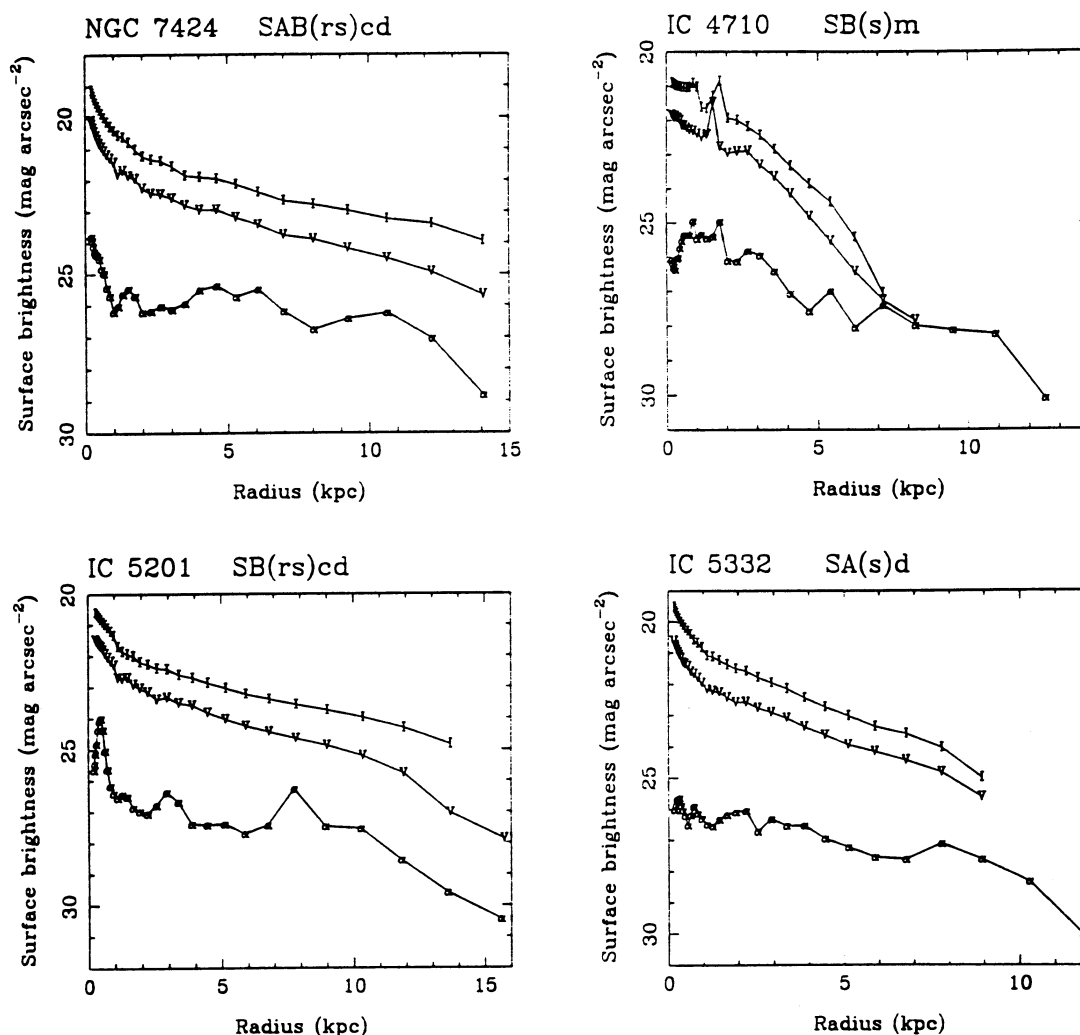 NGC 7424 SAB(rs)cd
Surface brightness (mag arcsec⁻²)
20
25
30
0 5 10 15
Radius (kpc)
IC 4710 SB(s)m
Surface brightness (mag arcsec⁻²)
20
25
30
0 5 10
Radius (kpc)
IC 5201 SB(rs)cd
Surface brightness (mag arcsec⁻²)
20
25
30
0 5 10 15
Radius (kpc)
IC 5332 SA(s)d
Surface brightness (mag arcsec⁻²)
20
25
30
0 5 10
Radius (kpc)